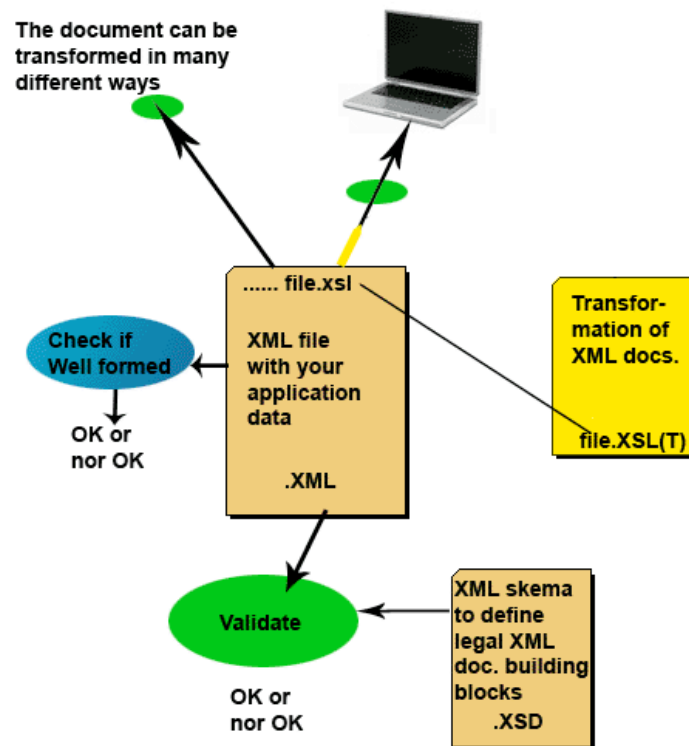 The document can be
transformed in many
different ways
...... file.xsl
XML file
with your
application
data
.XML
Transfor-
mation of
XML docs.
file.XSL(T)
Check if
Well formed
OK or
nor OK
Validate
OK or
nor OK
XML skema
to define
legal XML
doc. building
blocks
.XSD